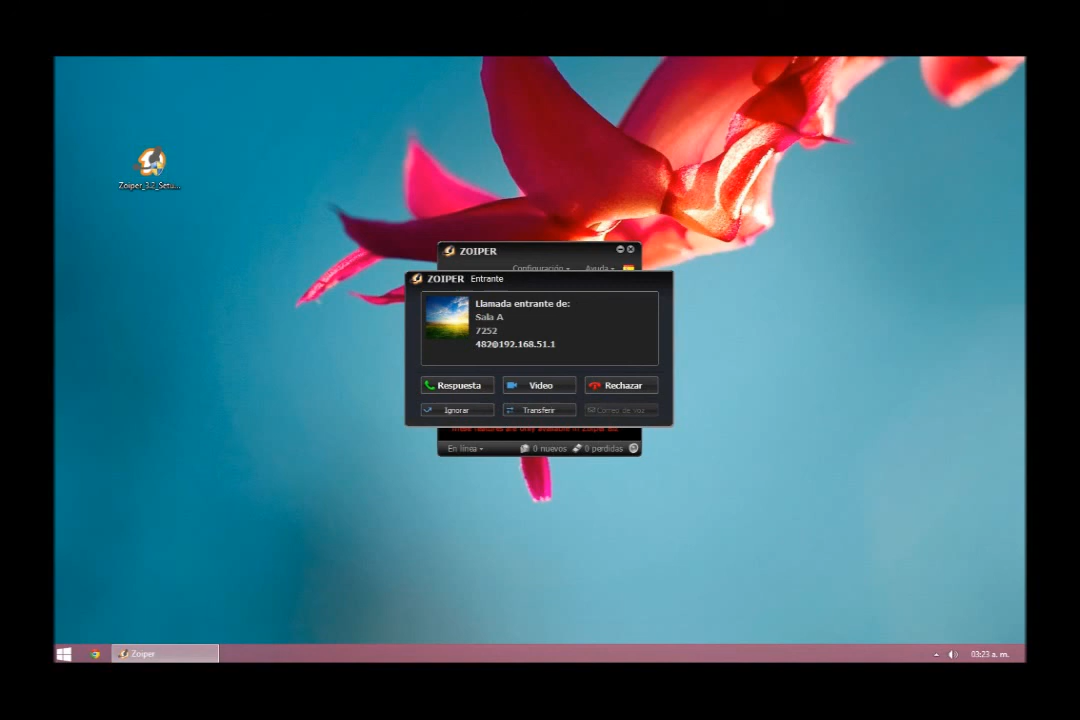 Zoiper_3.2_Setu...
ZOIPER
Configuración Ayuda
ZOIPER Entrante
Llamada entrante de:
Sala A
7252
482@192.168.51.1
Respuesta Video Rechazar
Ignorar Transferir Correo de voz
En línea 0 nuevos 0 perdidas
Zoiper
03:23 a. m.